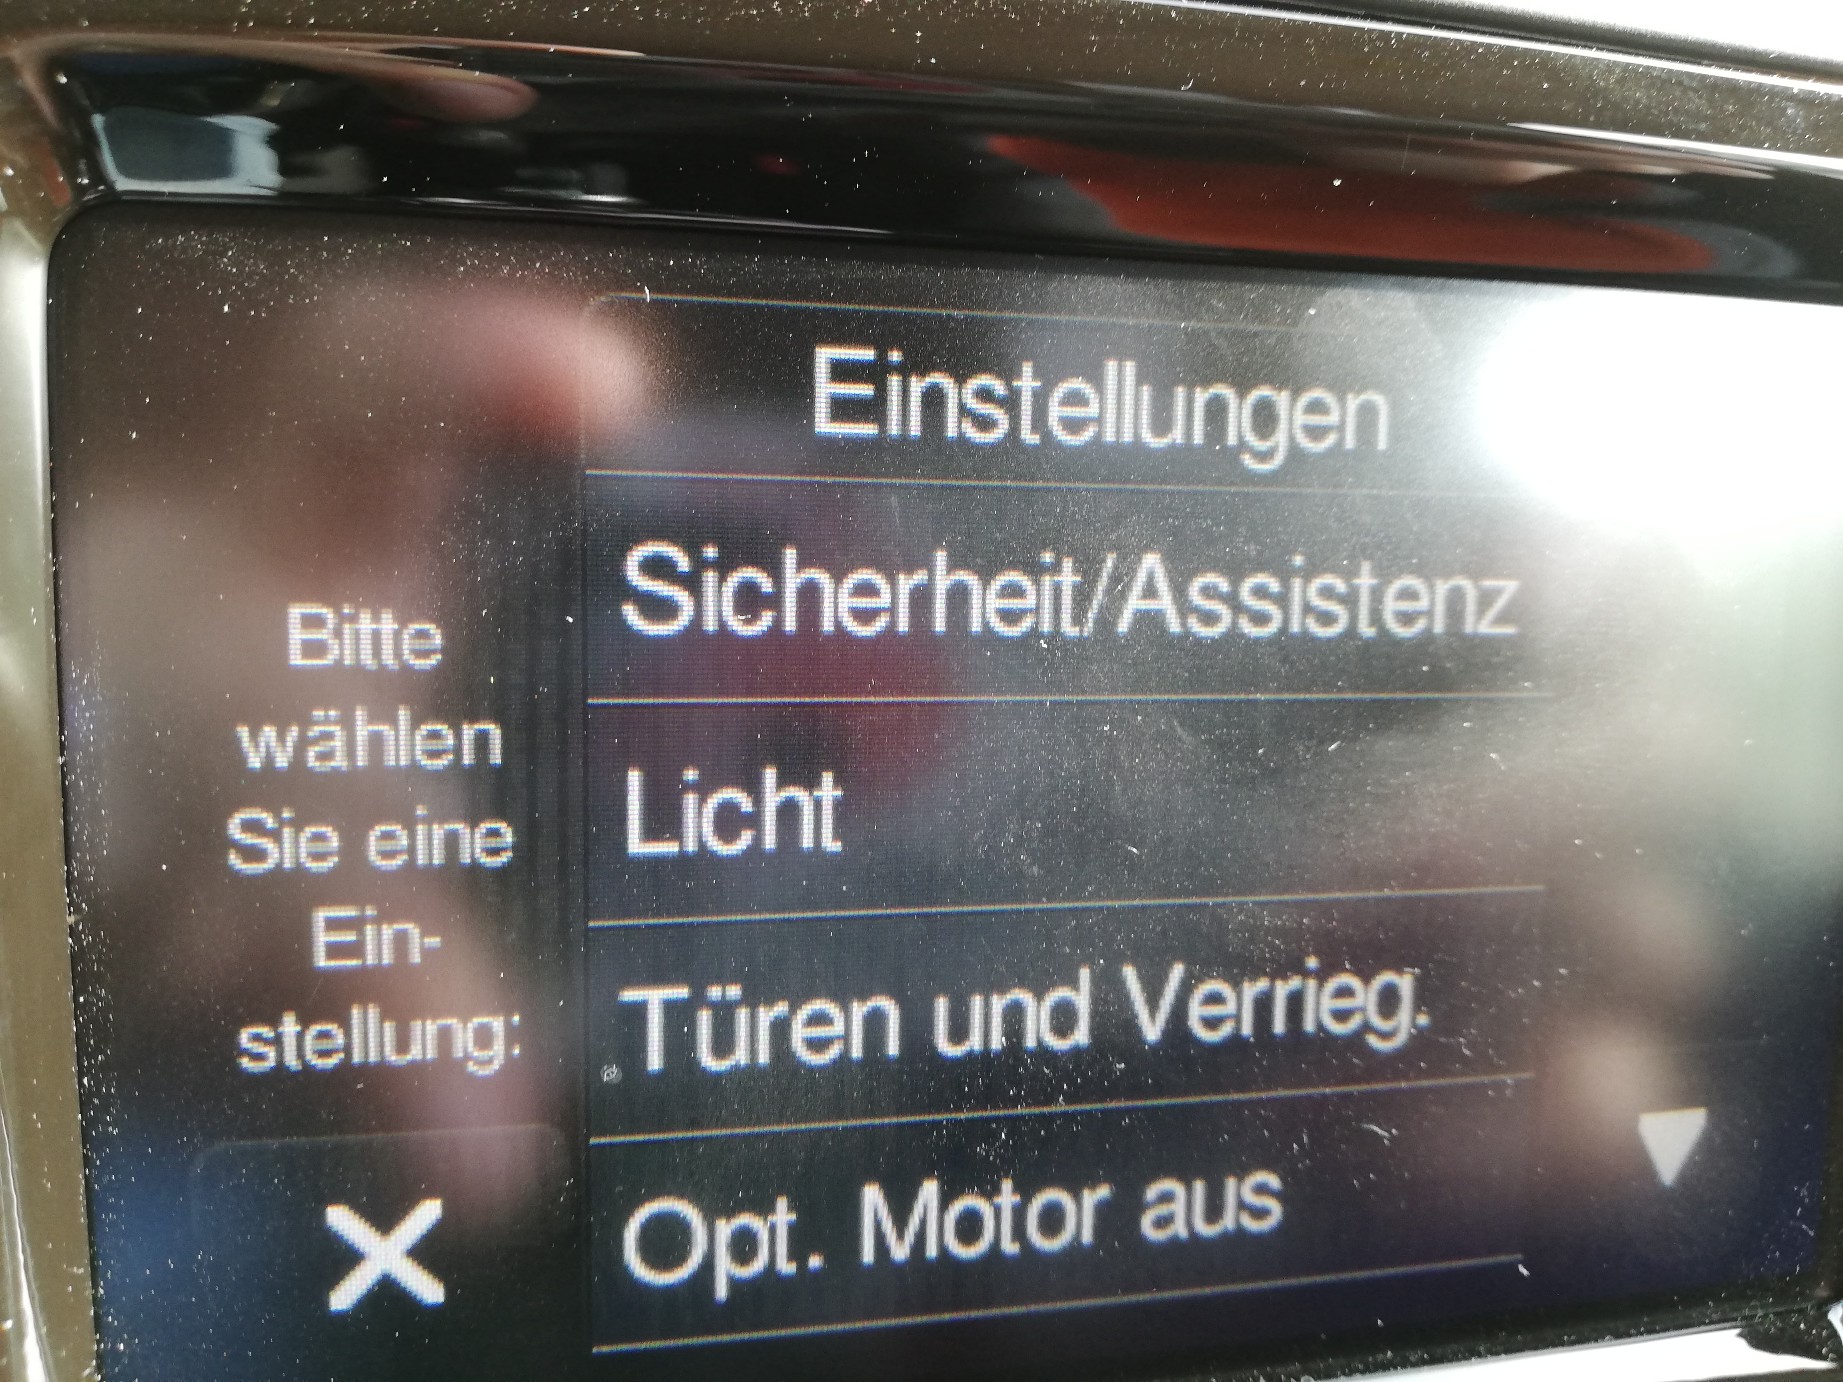 Einstellungen
Sicherheit/Assistenz
Licht
Türen und Verrieg.
Opt. Motor aus
Bitte
wählen
Sie eine
Ein-
stellung: